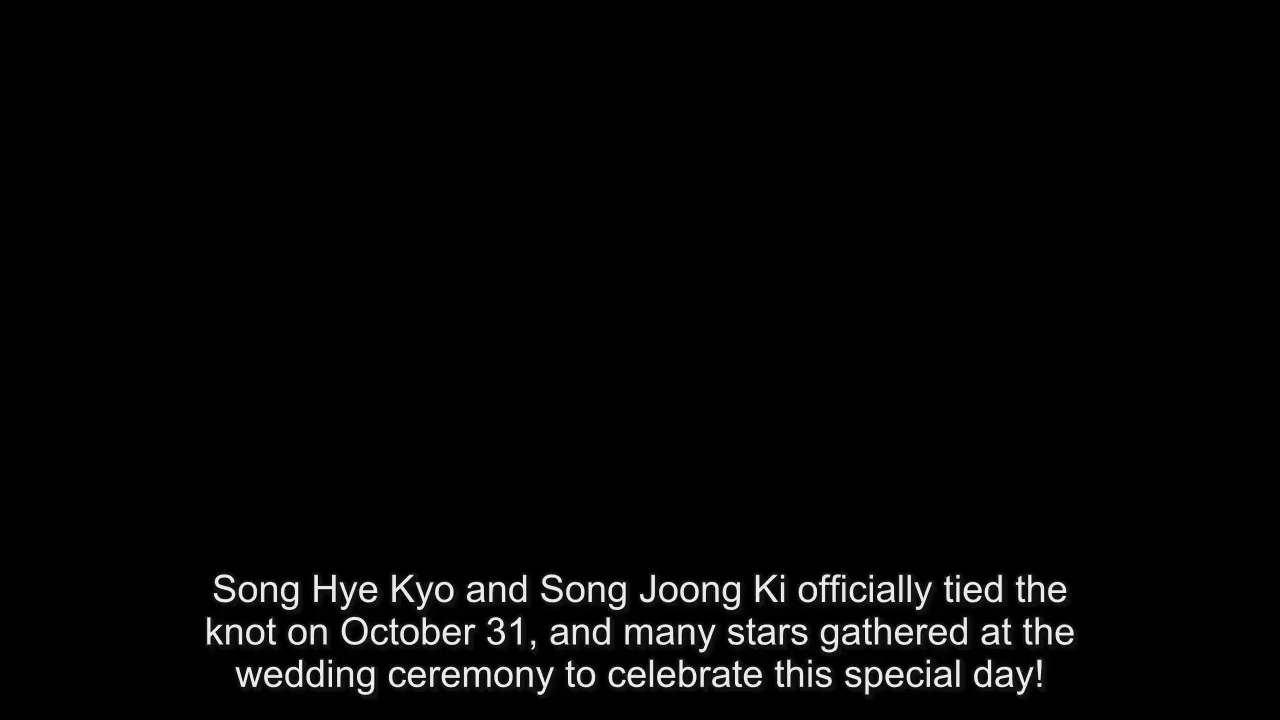 Song Hye Kyo and Song Joong Ki officially tied the
knot on October 31, and many stars gathered at the
wedding ceremony to celebrate this special day!